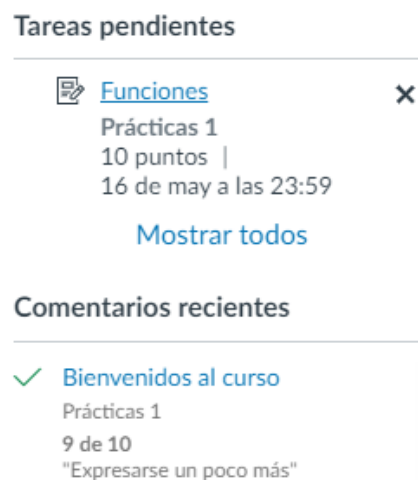 Tareas pendientes
Funciones
Prácticas 1
10 puntos |
16 de may a las 23:59
Mostrar todos
Comentarios recientes
Bienvenidos al curso
Prácticas 1
9 de 10
"Expresarse un poco más"